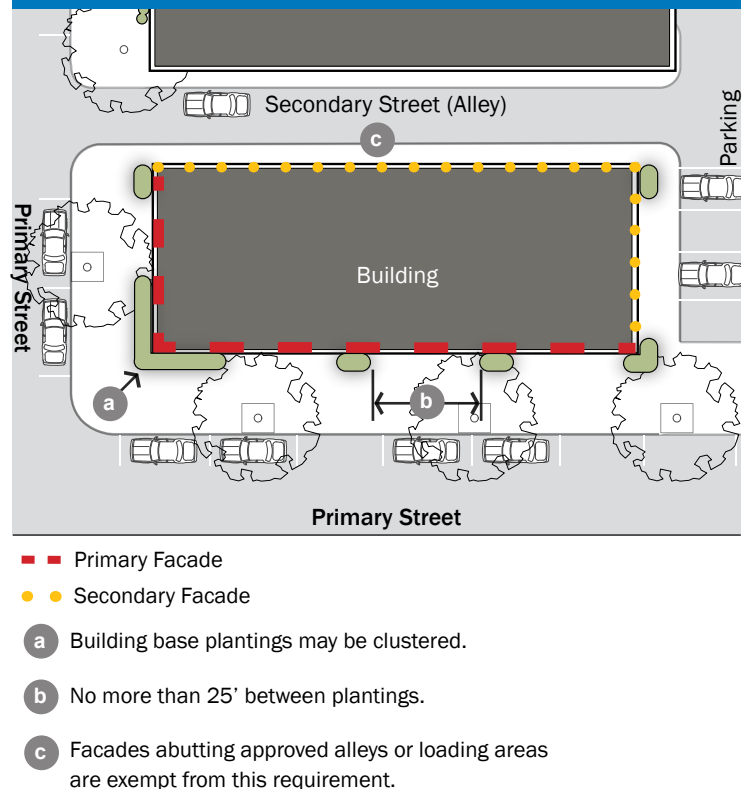 Secondary Street (Alley)
c
Parking
Primary Street
Building
a
b
Primary Street
Primary Facade
Secondary Facade
a Building base plantings may be clustered.
b No more than 25’ between plantings.
c Facades abutting approved alleys or loading areas
are exempt from this requirement.